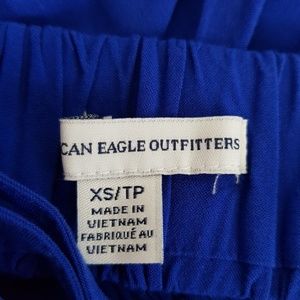 CAN EAGLE OUTFITTERS
XS/TP
MADE IN
VIETNAM
FABRIQUÉ AU
VIETNAM